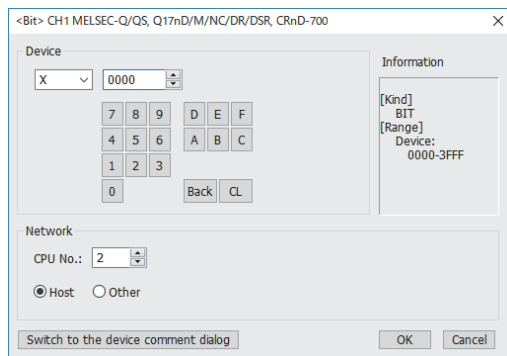 <Bit> CH1 MELSEC-Q/QS, Q17nD/M/NC/DR/DSR, CRnD-700
Device
X 0000
7 8 9 D E F
4 5 6 A B C
1 2 3
0 Back CL
Information
[Kind]
BIT
[Range]
Device:
0000-3FFF
Network
CPU No.: 2
Host Other
Switch to the device comment dialog OK Cancel